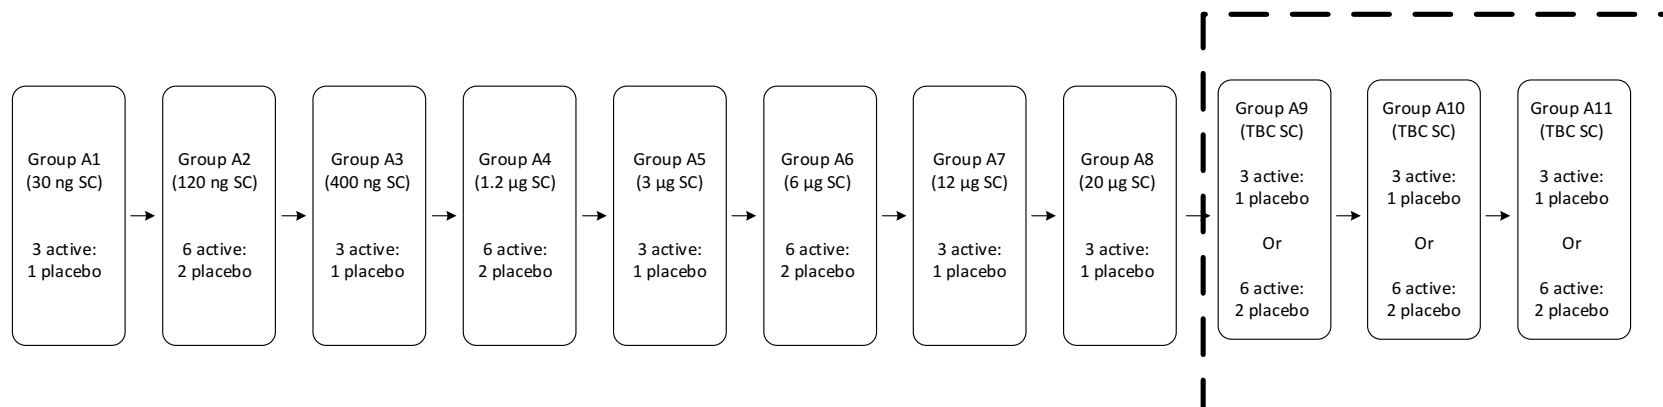 Group A1
(30 ng SC)
3 active:
1 placebo
Group A2
(120 ng SC)
6 active:
2 placebo
Group A3
(400 ng SC)
3 active:
1 placebo
Group A4
(1.2 µg SC)
6 active:
2 placebo
Group A5
(3 µg SC)
3 active:
1 placebo
Group A6
(6 µg SC)
6 active:
2 placebo
Group A7
(12 µg SC)
3 active:
1 placebo
Group A8
(20 µg SC)
3 active:
1 placebo
Group A9
(TBC SC)
3 active:
1 placebo
Or
6 active:
2 placebo
Group A10
(TBC SC)
3 active:
1 placebo
Or
6 active:
2 placebo
Group A11
(TBC SC)
3 active:
1 placebo
Or
6 active:
2 placebo